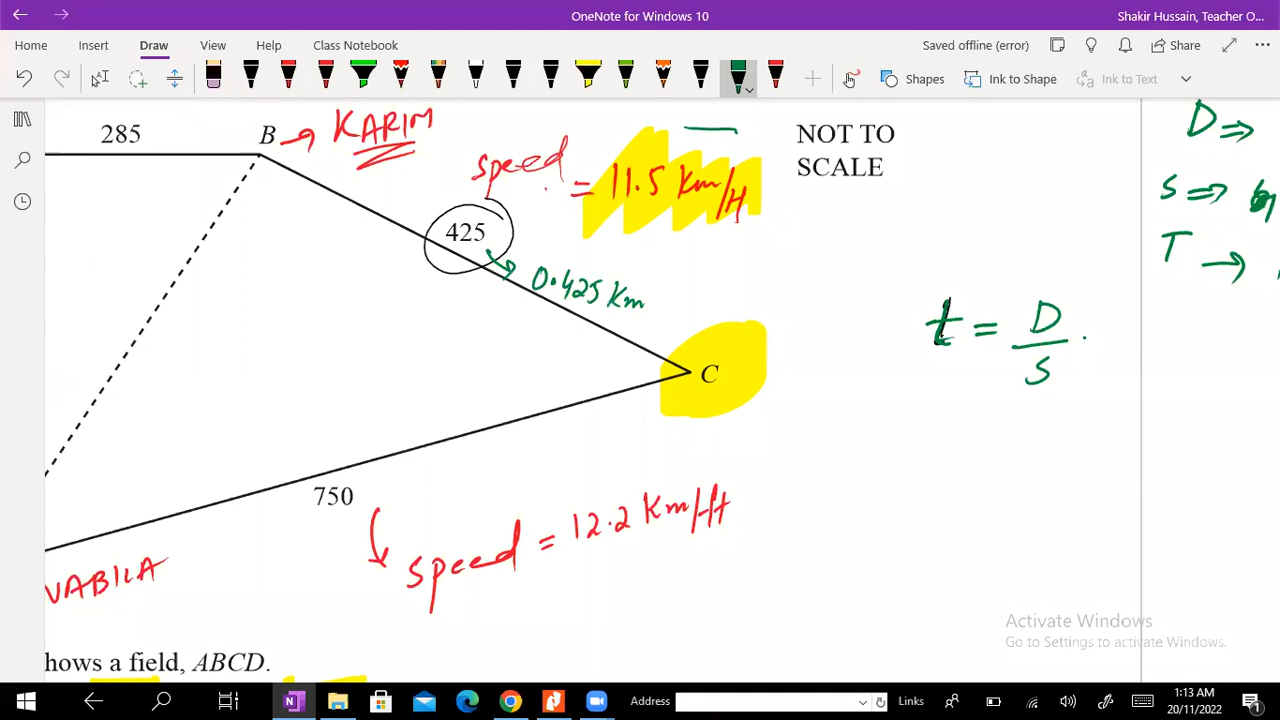 OneNote for Windows 10
Shakir Hussain, Teacher O...
Home Insert Draw View Help Class Notebook
Saved offline (error) Share
Shapes Ink to Shape Ink to Text
285 B → KARIM
speed = 11.5 Km/H
NOT TO
SCALE
D ⇒
S ⇒
T →
425
0.425 Km
t = D
S
C
750
speed = 12.2 Km/H
VABILA
hows a field, ABCD.
Activate Windows
Go to Settings to activate Windows.
Address
Links
1:13 AM
20/11/2022